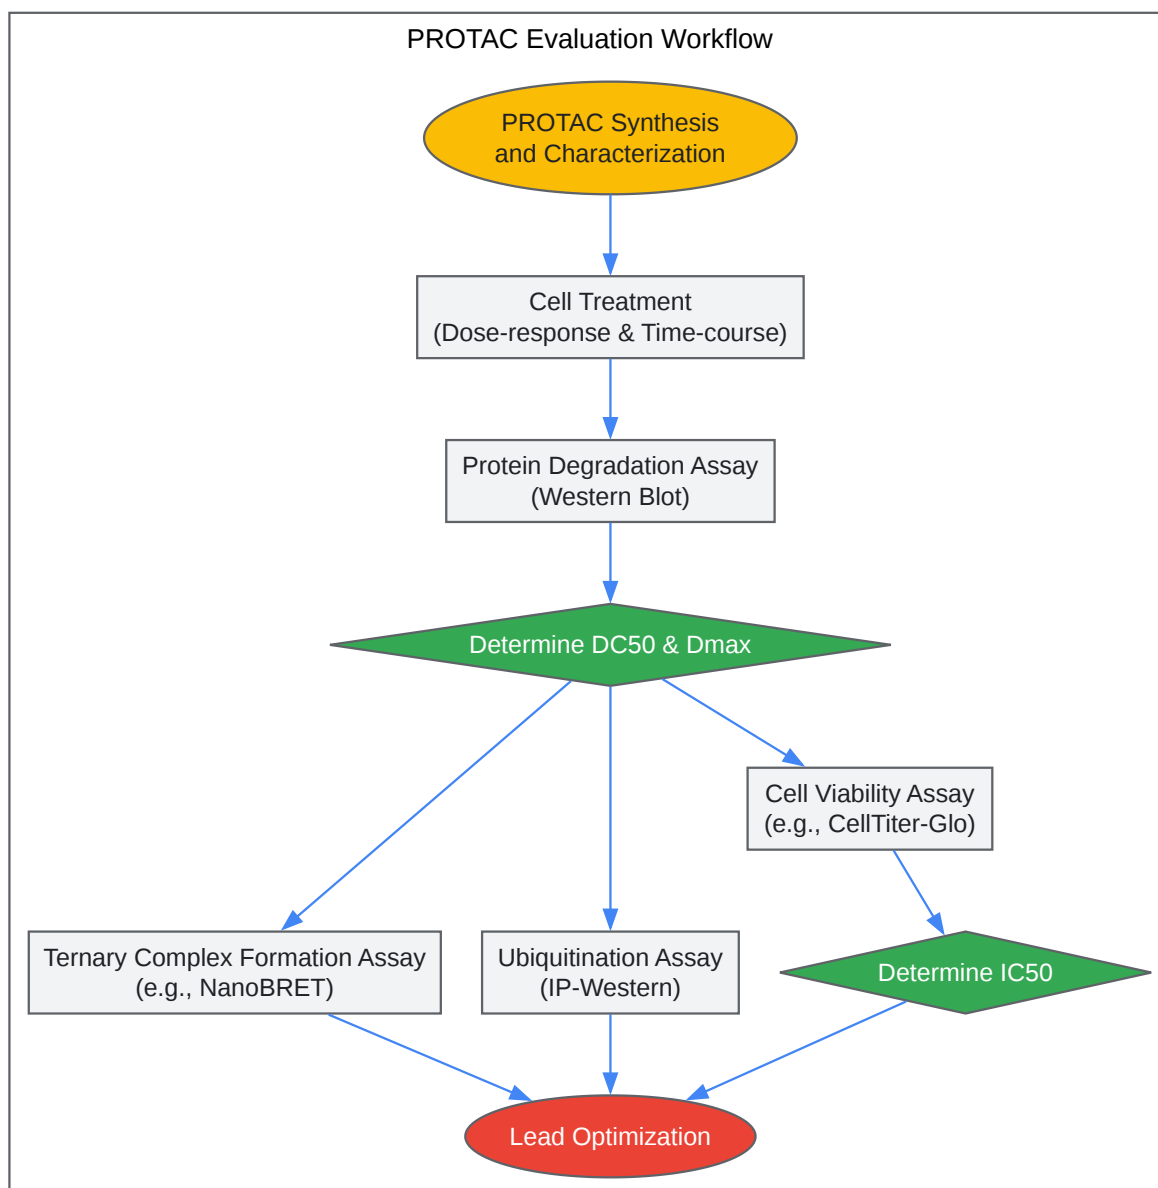 PROTAC Evaluation Workflow
PROTAC Synthesis
and Characterization
Cell Treatment
(Dose-response & Time-course)
Protein Degradation Assay
(Western Blot)
Determine DC50 & Dmax
Cell Viability Assay
(e.g., CellTiter-Glo)
Ternary Complex Formation Assay
(e.g., NanoBRET)
Ubiquitination Assay
(IP-Western)
Determine IC50
Lead Optimization